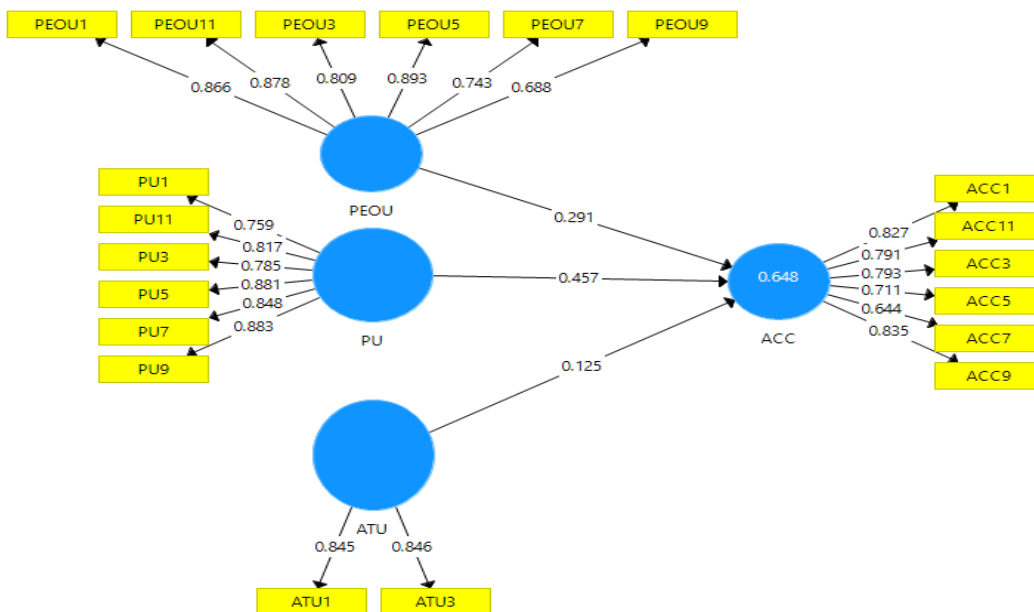 PEOU1
PEOU11
PEOU3
PEOU5
PEOU7
PEOU9
0.866
0.878
0.809
0.893
0.743
0.688
PEOU
PU1
PU11
PU3
PU5
PU7
PU9
0.759
0.817
0.785
0.881
0.848
0.883
PU
0.291
0.457
0.125
0.648
ACC
0.827
0.791
0.793
0.711
0.644
0.835
ACC1
ACC11
ACC3
ACC5
ACC7
ACC9
ATU
0.845
0.846
ATU1
ATU3